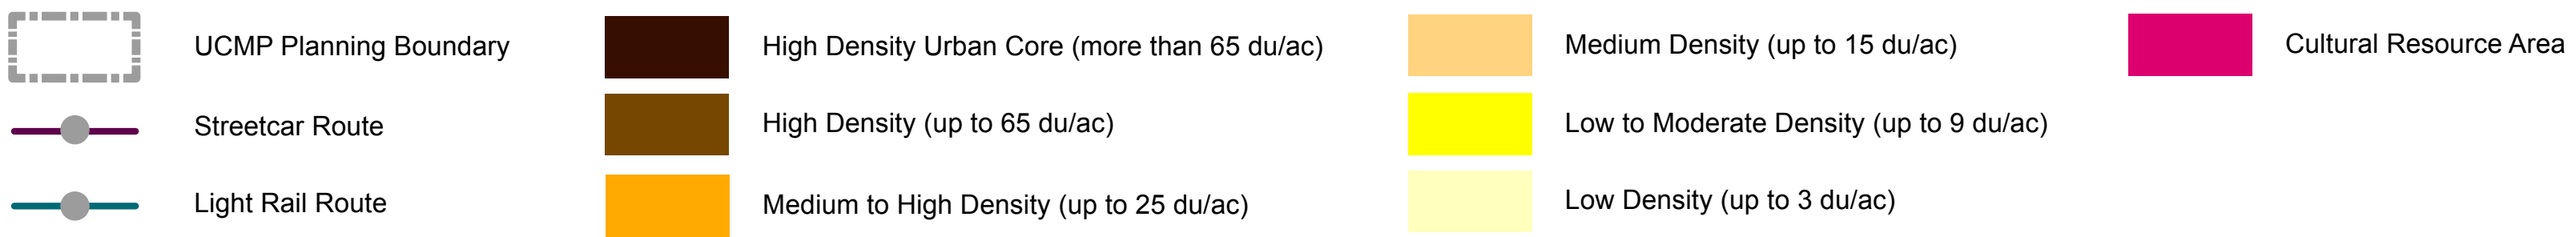 UCMP Planning Boundary
Streetcar Route
Light Rail Route
High Density Urban Core (more than 65 du/ac)
High Density (up to 65 du/ac)
Medium to High Density (up to 25 du/ac)
Medium Density (up to 15 du/ac)
Low to Moderate Density (up to 9 du/ac)
Low Density (up to 3 du/ac)
Cultural Resource Area